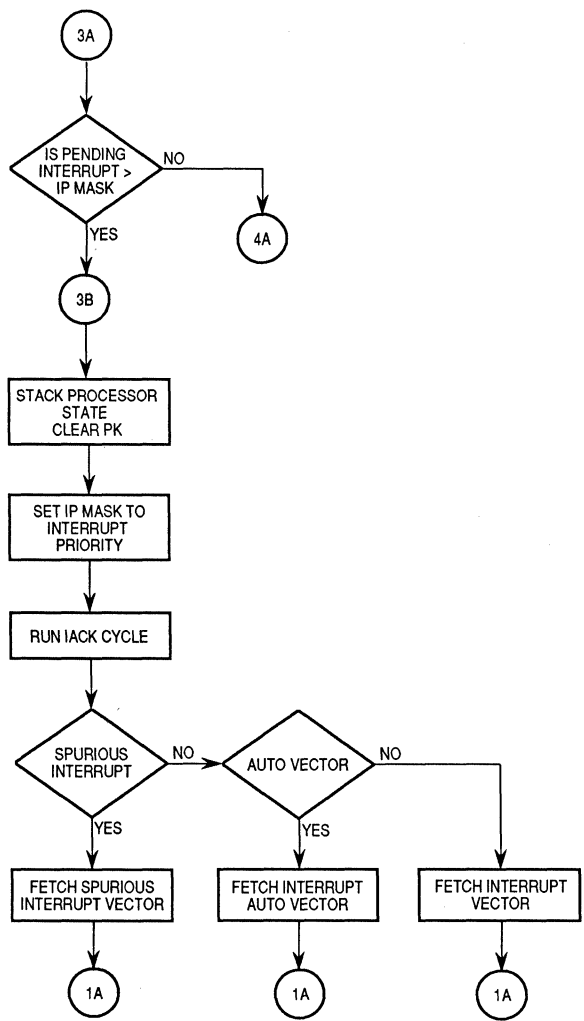 3A
IS PENDING
INTERRUPT >
IP MASK
NO
4A
YES
3B
STACK PROCESSOR
STATE
CLEAR PK
SET IP MASK TO
INTERRUPT
PRIORITY
RUN IACK CYCLE
SPURIOUS
INTERRUPT
NO
AUTO VECTOR
NO
YES
YES
FETCH SPURIOUS
INTERRUPT VECTOR
FETCH INTERRUPT
AUTO VECTOR
FETCH INTERRUPT
VECTOR
1A
1A
1A